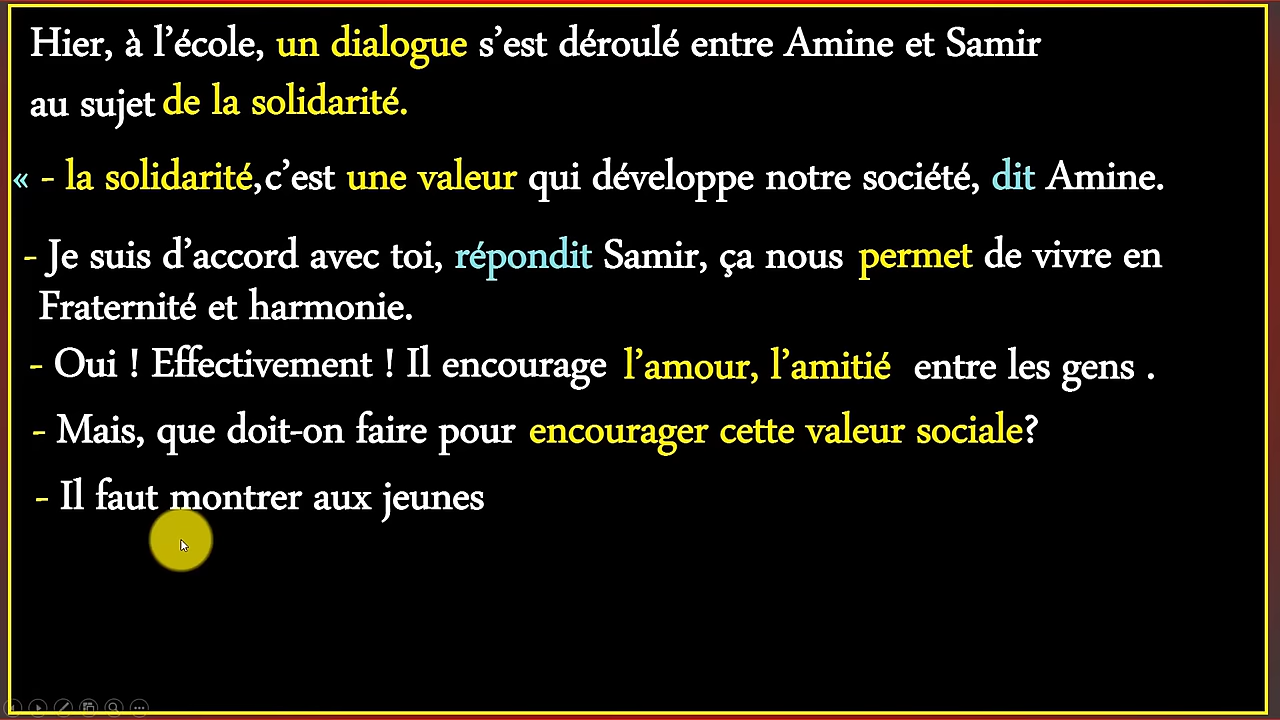 Hier, à l’école, un dialogue s’est déroulé entre Amine et Samir
au sujet de la solidarité.
« - la solidarité,c’est une valeur qui développe notre société, dit Amine.
- Je suis d’accord avec toi, répondit Samir, ça nous permet de vivre en
Fraternité et harmonie.
- Oui ! Effectivement ! Il encourage l’amour, l’amitié entre les gens .
- Mais, que doit-on faire pour encourager cette valeur sociale?
- Il faut montrer aux jeunes